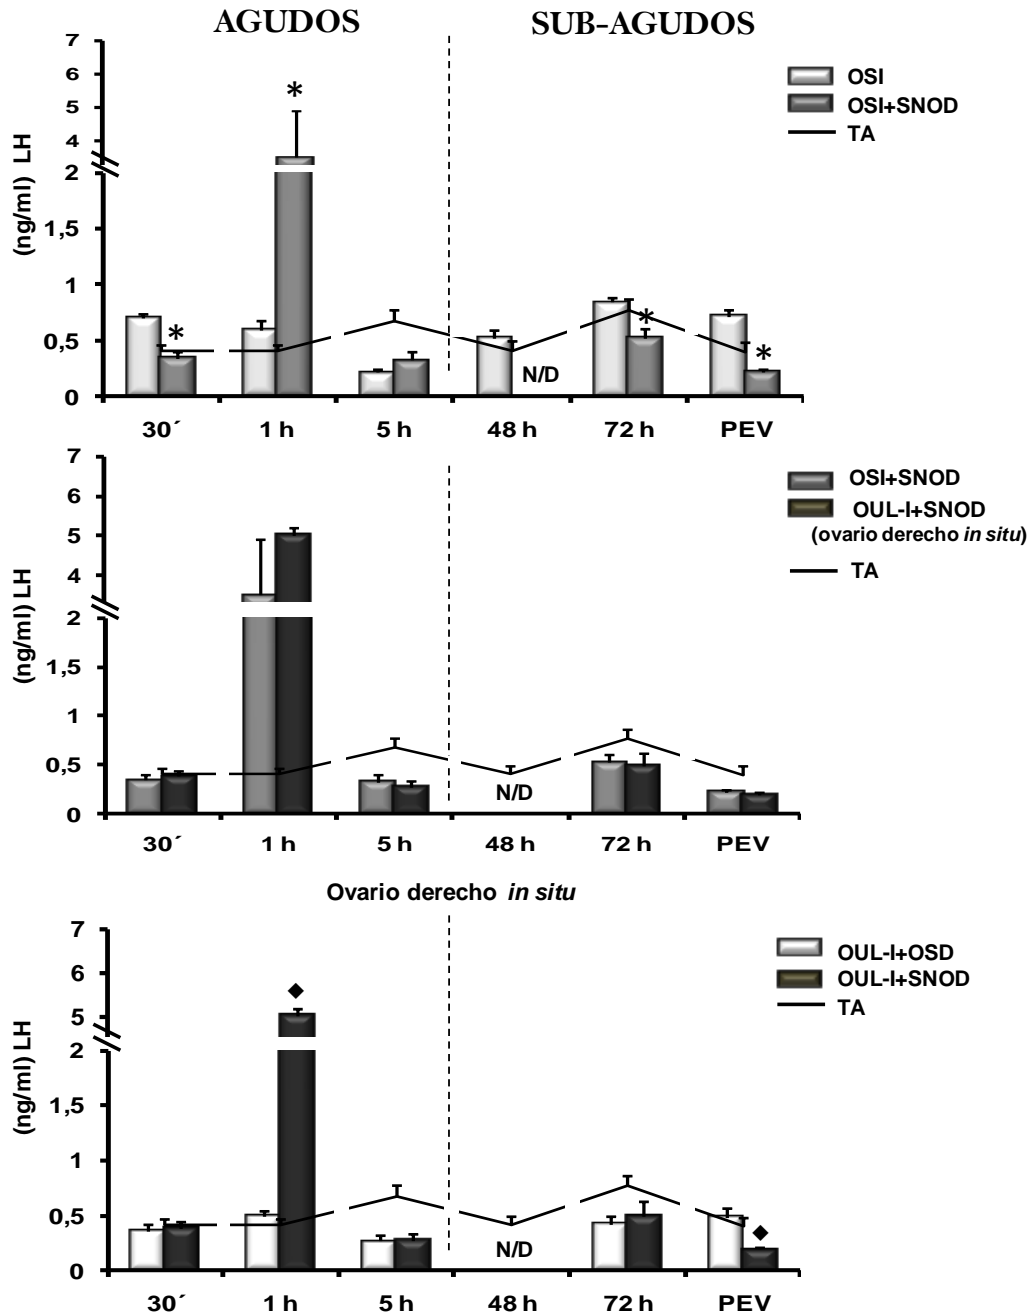 AGUDOS SUB-AGUDOS
7
6
5
4
2
1,5
1
0,5
0
(ng/ml) LH
OSI
OSI+SNOD
TA
*
*
*
*
N/D
30´ 1 h 5 h 48 h 72 h PEV
7
6
5
4
2
1,5
1
0,5
0
(ng/ml) LH
OSI+SNOD
OUL-I+SNOD
(ovario derecho in situ)
TA
N/D
30´ 1 h 5 h 48 h 72 h PEV
Ovario derecho in situ
7
6
5
2
1,5
1
0,5
0
(ng/ml) LH
OUL-I+OSD
OUL-I+SNOD
TA
◆
◆
N/D
30´ 1 h 5 h 48 h 72 h PEV